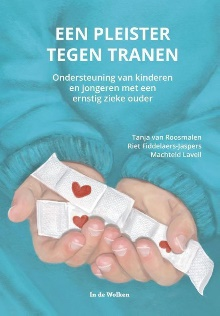 EEN PLEISTER
TEGEN TRANEN
Ondersteuning van kinderen
en jongeren met een
ernstig zieke ouder
Tanja van Roosmalen
Riet Fiddelaers-Jaspers
Machteld Lavell
In de Wolken